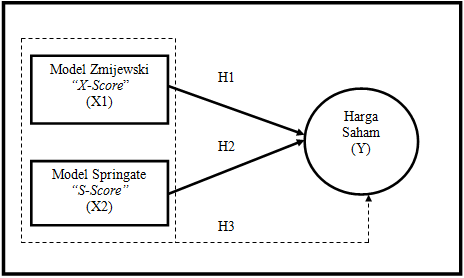 Model Zmijewski
“X-Score”
(X1)
H1
Harga
Saham
(Y)
H2
Model Springate
“S-Score”
(X2)
H3